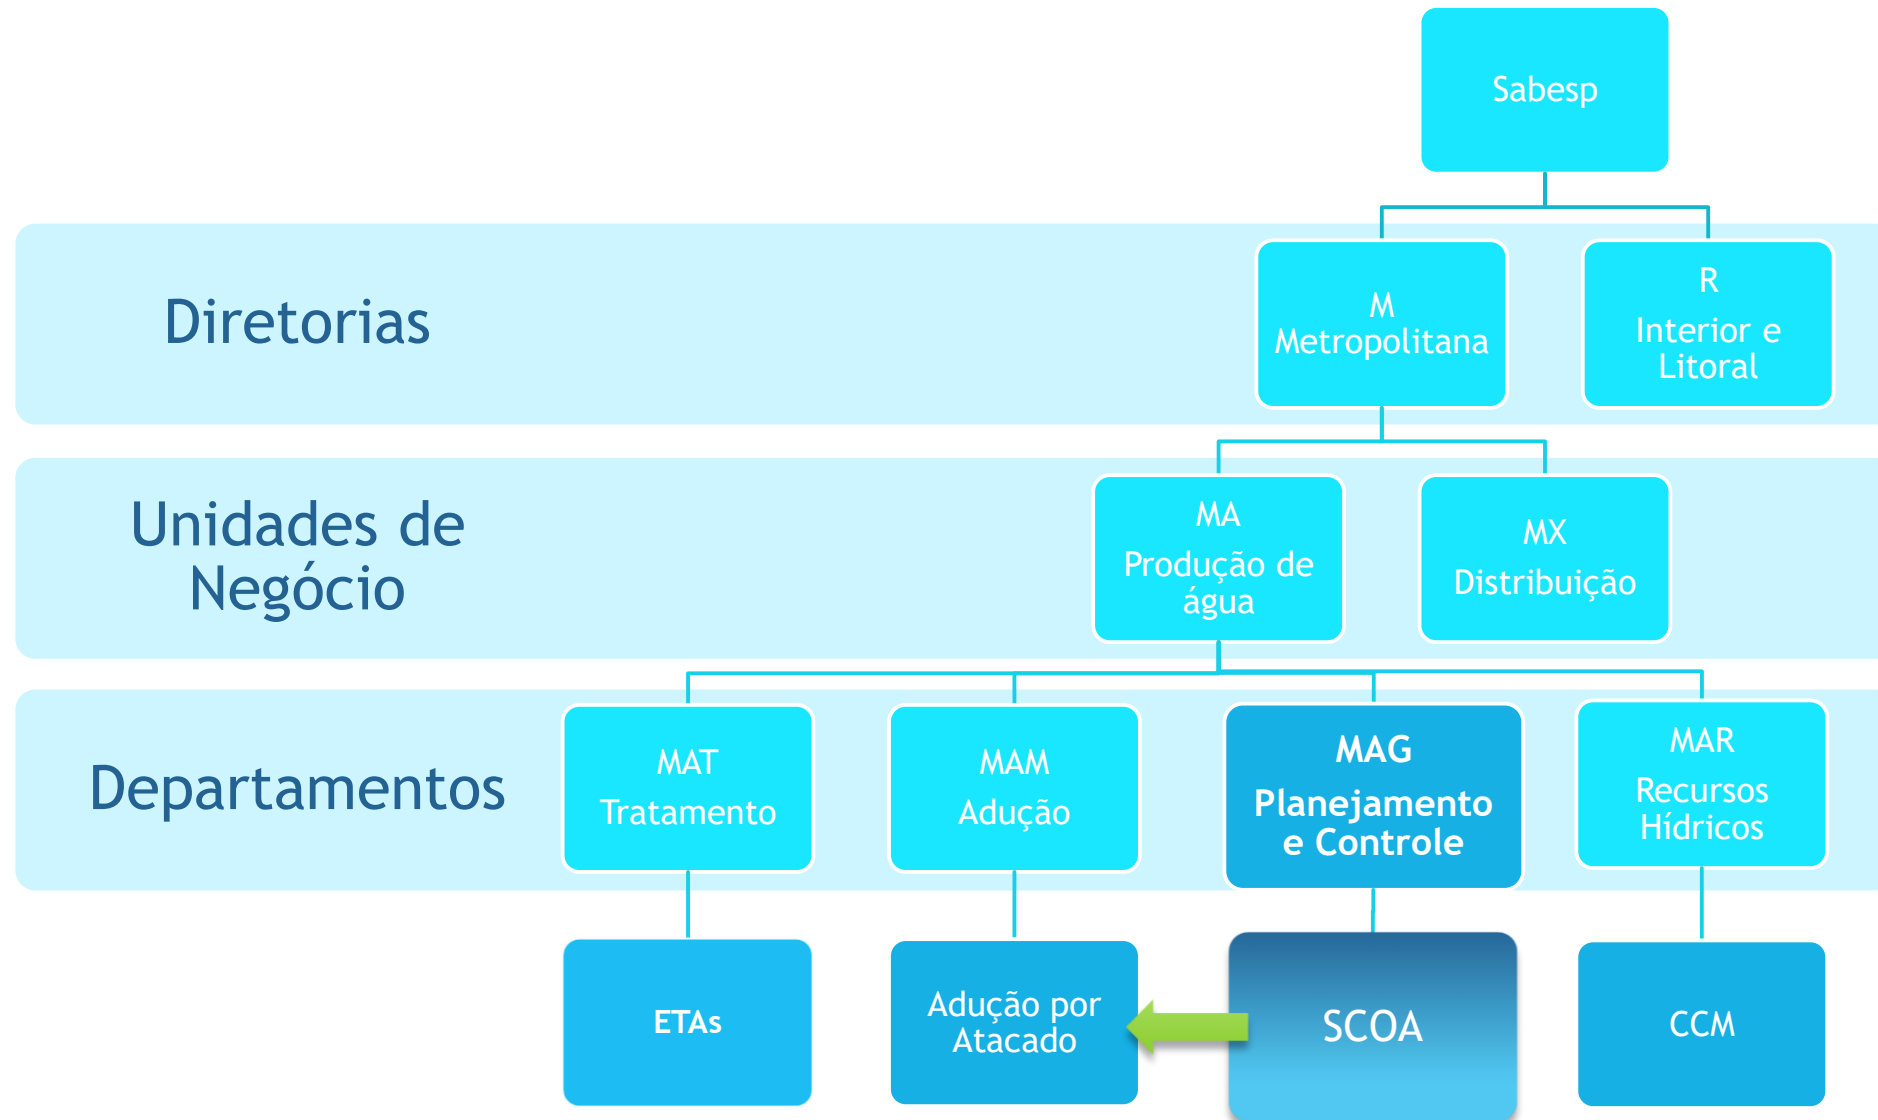 Sabesp
Diretorias
M
Metropolitana
R
Interior e
Litoral
Unidades de
Negócio
MA
Produção de
água
MX
Distribuição
Departamentos
MAT
Tratamento
MAM
Adução
MAG
Planejamento
e Controle
MAR
Recursos
Hídricos
ETAs
Adução por
Atacado
SCOA
CCM